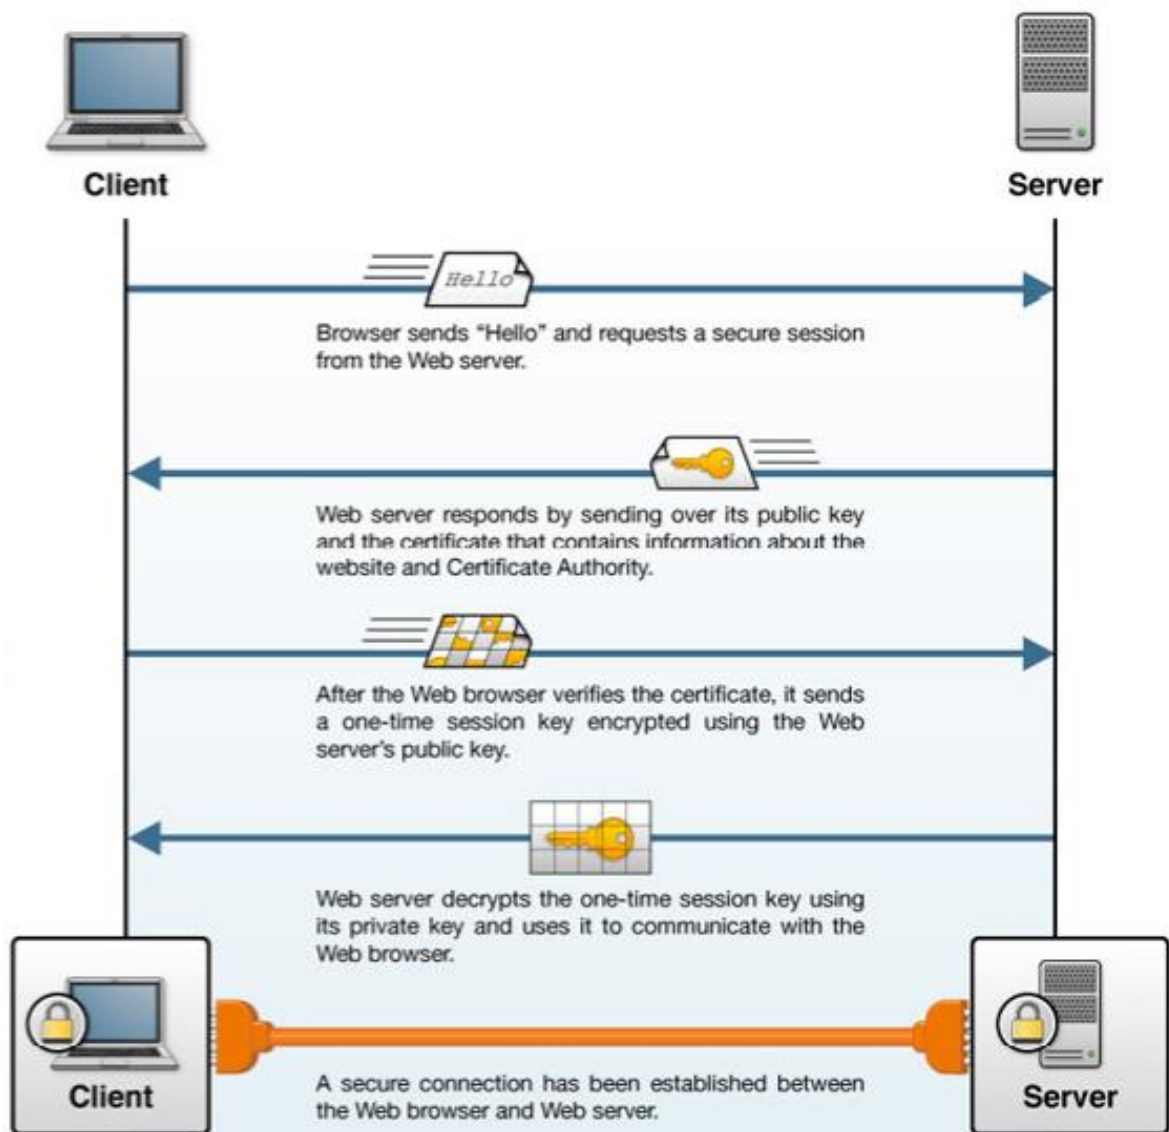 Client
Server
Hello
Browser sends “Hello” and requests a secure session
from the Web server.
Web server responds by sending over its public key
and the certificate that contains information about the
website and Certificate Authority.
After the Web browser verifies the certificate, it sends
a one-time session key encrypted using the Web
server’s public key.
Web server decrypts the one-time session key using
its private key and uses it to communicate with the
Web browser.
Client
Server
A secure connection has been established between
the Web browser and Web server.